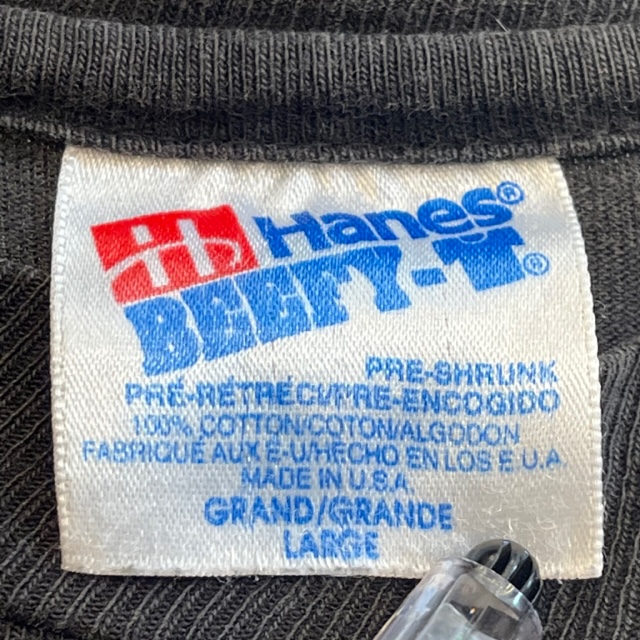 Hanes®
BEEFY-T®
PRE-SHRUNK
PRÉ-RÉTRÉCI/PRE-ENCOGIDO
100% COTTON/COTON/ALGODON
FABRIQUÉ AUX É-U/HECHO EN LOS E.U.A.
MADE IN U.S.A.
GRAND/GRANDE
LARGE